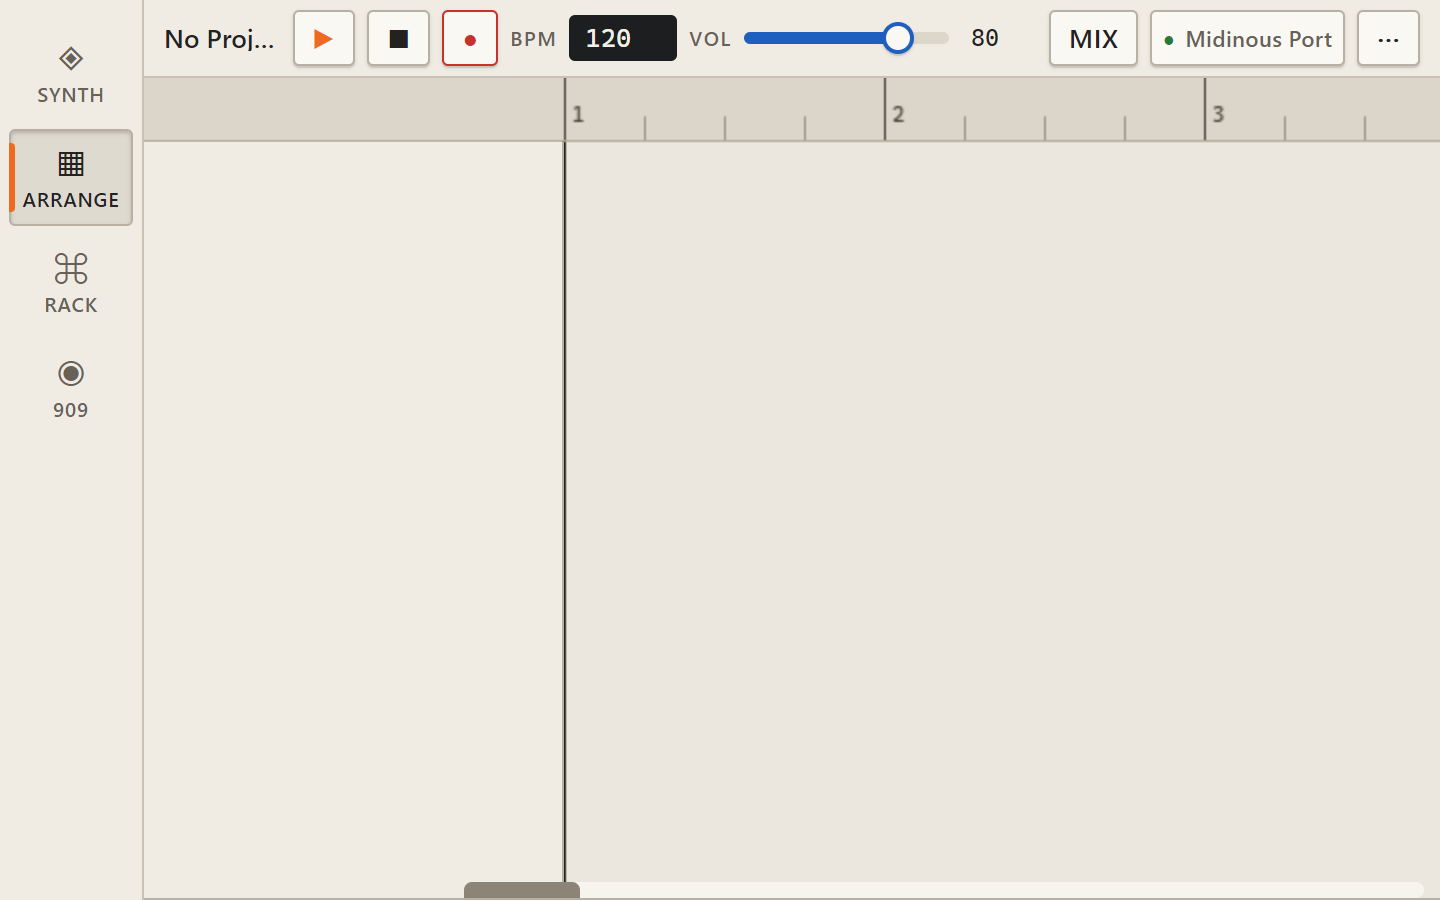 No Proj...
BPM
120
VOL
80
MIX
Midinous Port
...
SYNTH
ARRANGE
RACK
909
1
2
3